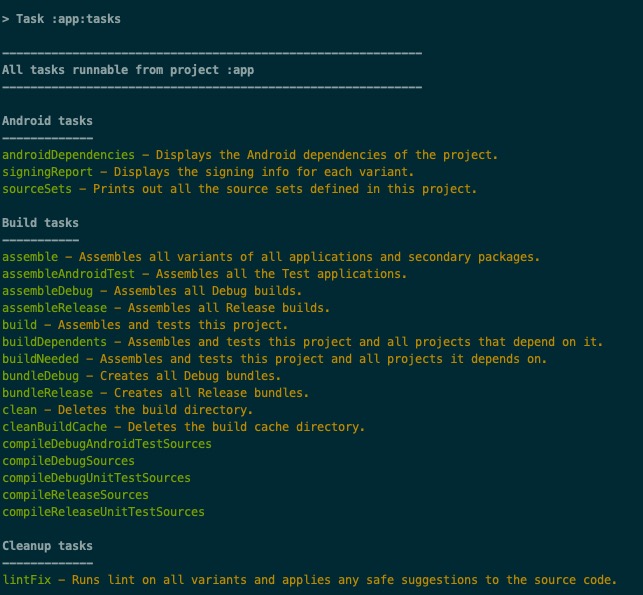 > Task :app:tasks
------------------------------------------------------------
All tasks runnable from project :app
------------------------------------------------------------
Android tasks
-------------
androidDependencies - Displays the Android dependencies of the project.
signingReport - Displays the signing info for each variant.
sourceSets - Prints out all the source sets defined in this project.
Build tasks
-----------
assemble - Assembles all variants of all applications and secondary packages.
assembleAndroidTest - Assembles all the Test applications.
assembleDebug - Assembles all Debug builds.
assembleRelease - Assembles all Release builds.
build - Assembles and tests this project.
buildDependents - Assembles and tests this project and all projects that depend on it.
buildNeeded - Assembles and tests this project and all projects it depends on.
bundleDebug - Creates all Debug bundles.
bundleRelease - Creates all Release bundles.
clean - Deletes the build directory.
cleanBuildCache - Deletes the build cache directory.
compileDebugAndroidTestSources
compileDebugSources
compileDebugUnitTestSources
compileReleaseSources
compileReleaseUnitTestSources
Cleanup tasks
-------------
lintFix - Runs lint on all variants and applies any safe suggestions to the source code.